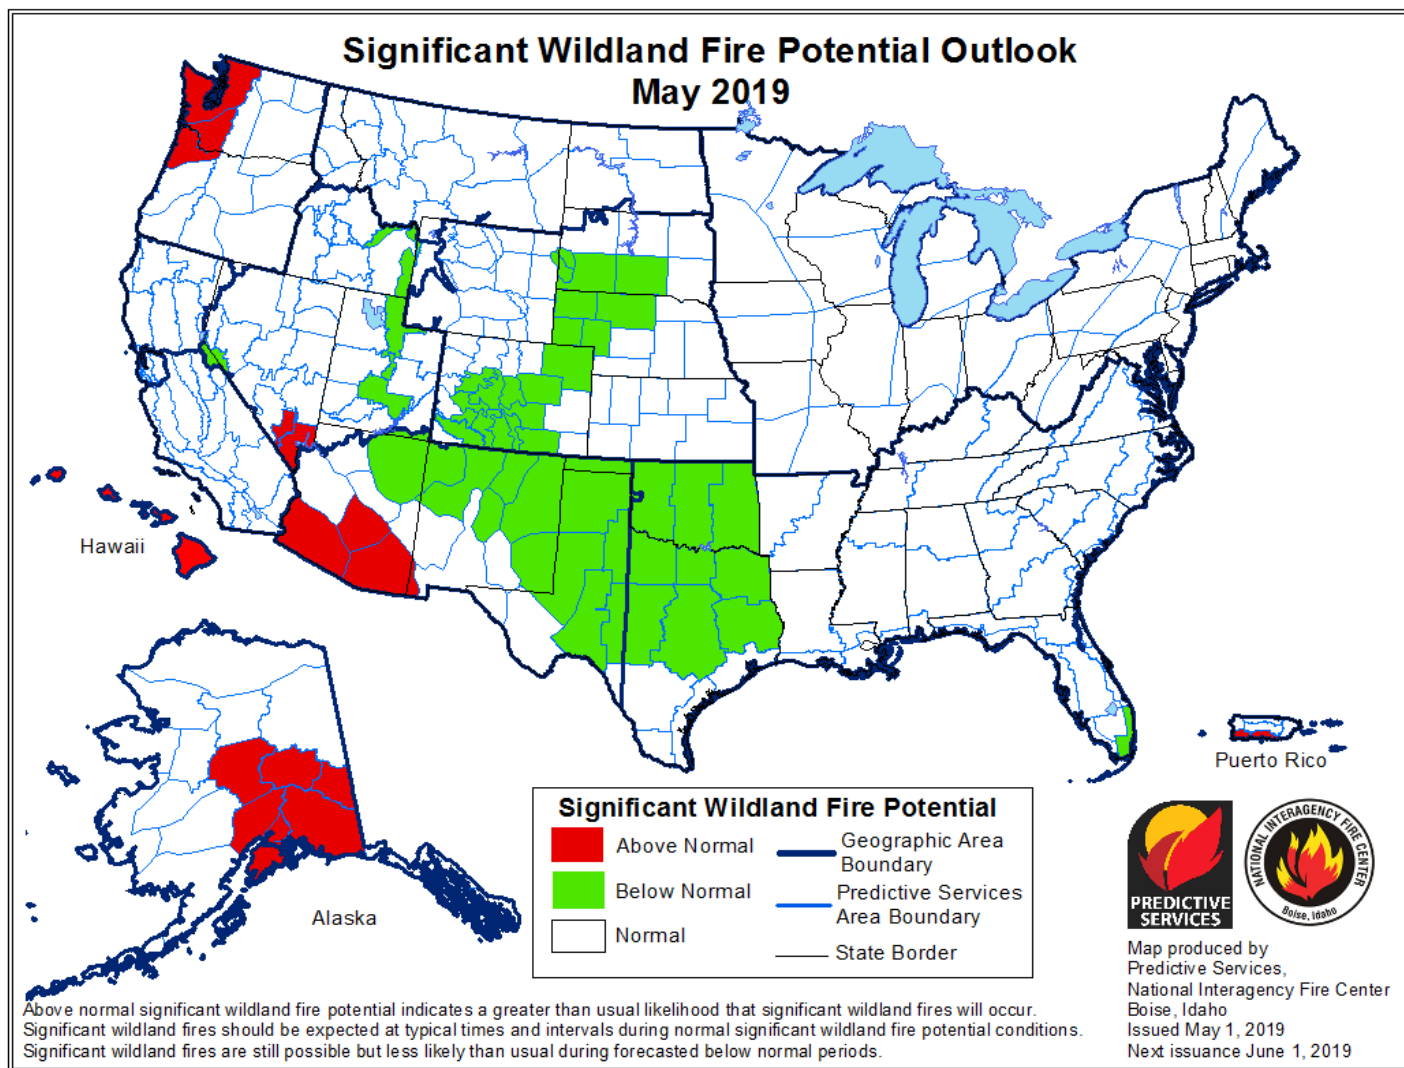 Significant Wildland Fire Potential Outlook
May 2019
Hawaii
Alaska
Puerto Rico
Significant Wildland Fire Potential
Above Normal
Below Normal
Normal
Geographic Area
Boundary
Predictive Services
Area Boundary
State Border
PREDICTIVE
SERVICES
NATIONAL INTERAGENCY FIRE CENTER
Boise, Idaho
Map produced by
Predictive Services,
National Interagency Fire Center
Boise, Idaho
Issued May 1, 2019
Next issuance June 1, 2019
Above normal significant wildland fire potential indicates a greater than usual likelihood that significant wildland fires will occur.
Significant wildland fires should be expected at typical times and intervals during normal significant wildland fire potential conditions.
Significant wildland fires are still possible but less likely than usual during forecasted below normal periods.